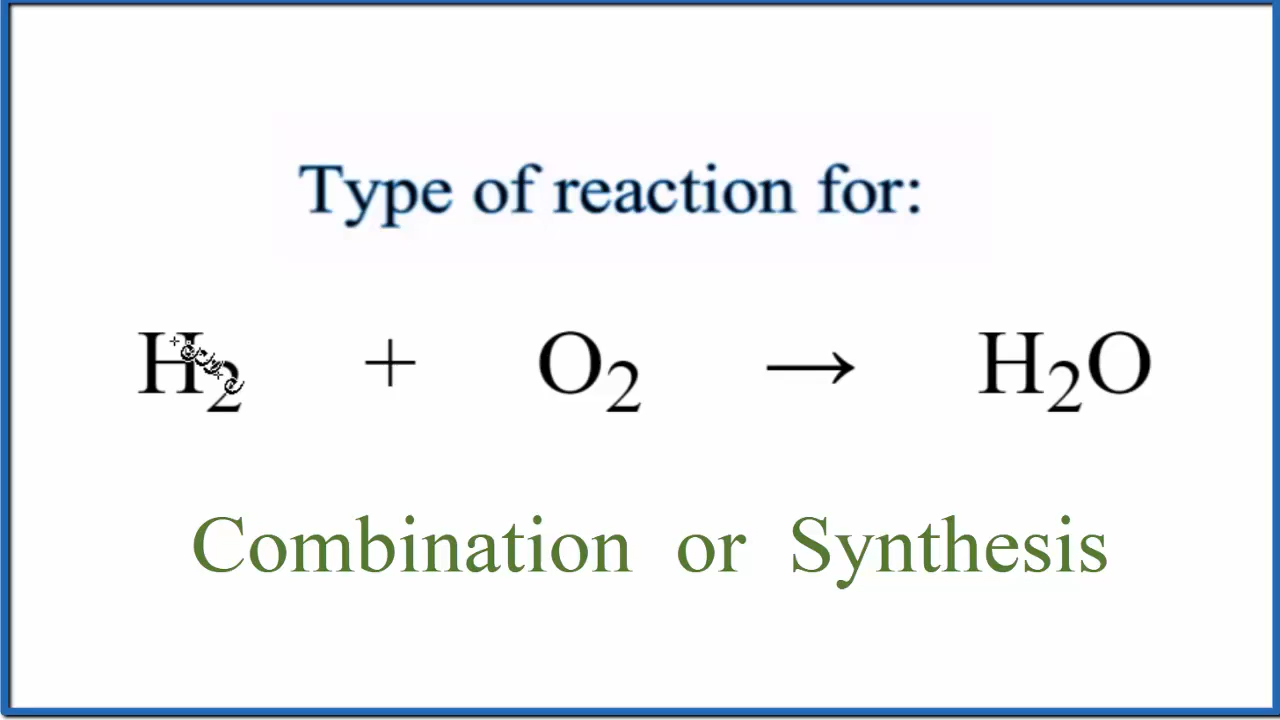 Type of reaction for:
H₂ + O₂ → H₂O
Combination or Synthesis